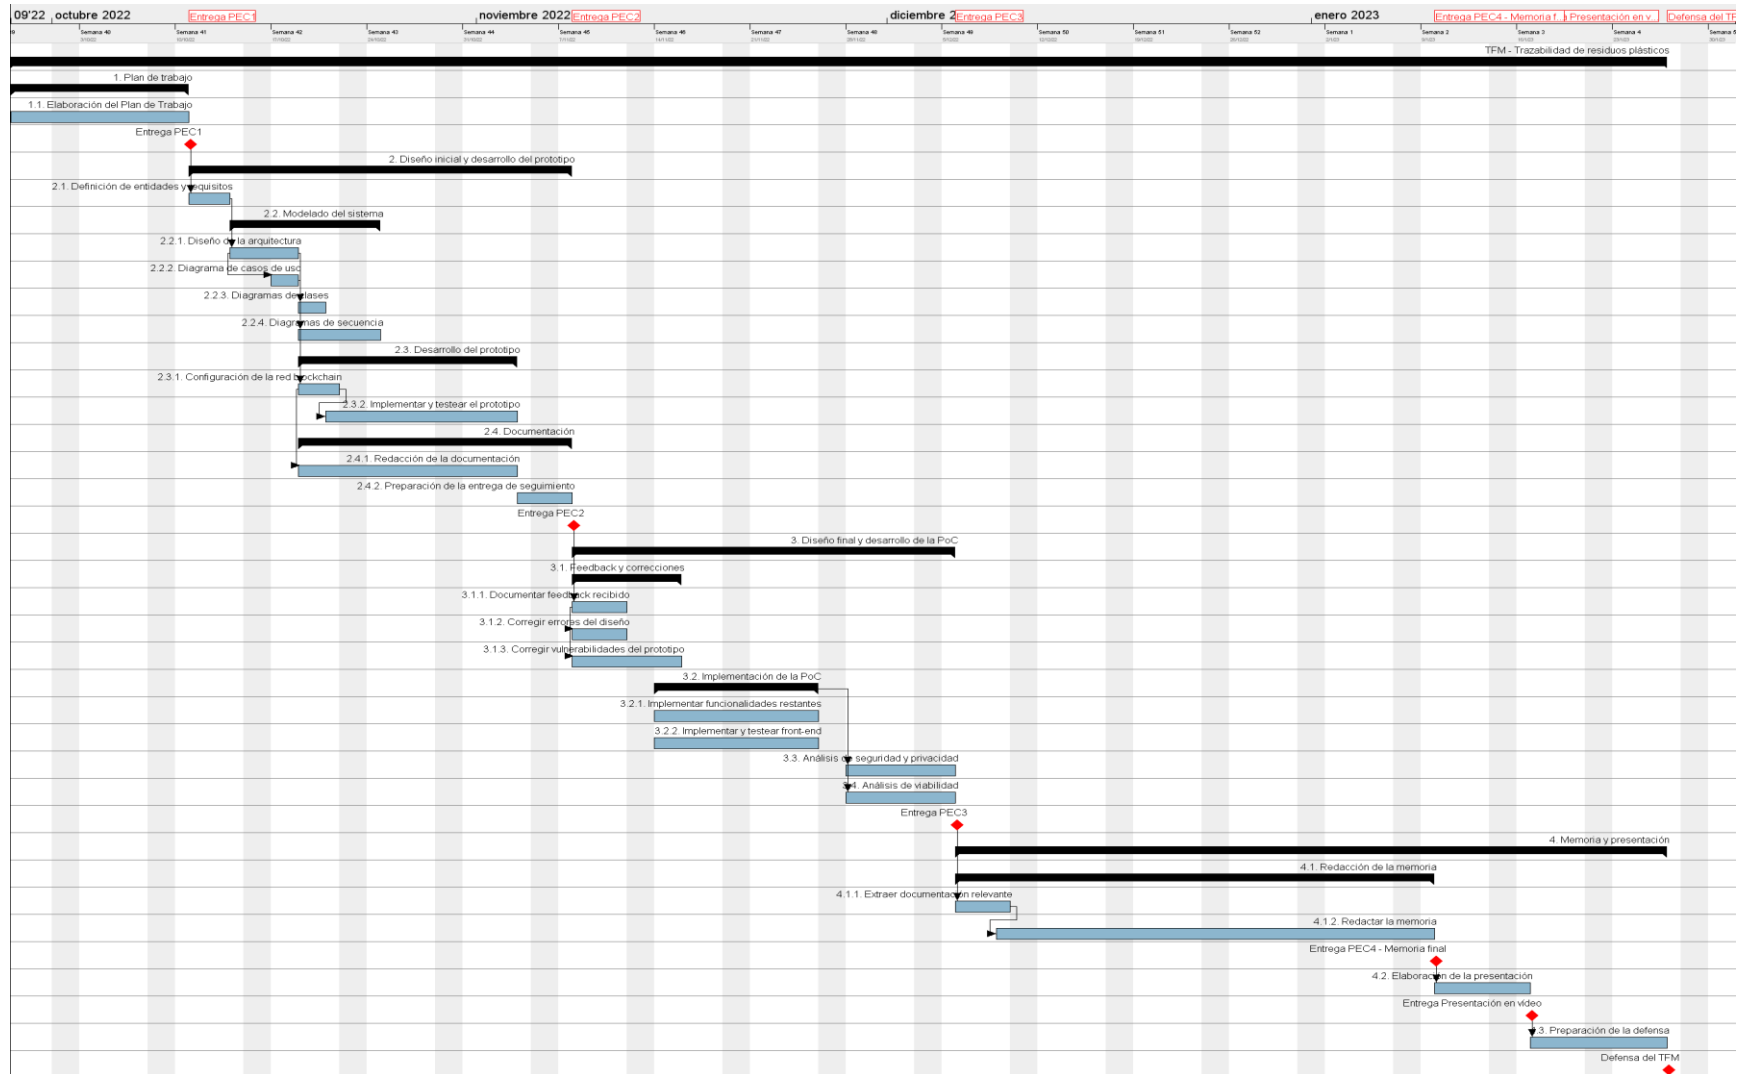 09'22 octubre 2022 Entrega PEC1 noviembre 2022 Entrega PEC2 diciembre 2 Entrega PEC3 enero 2023 Entrega PEC4 - Memoria f... Presentación en v... Defensa del TF
Semana 40 Semana 41 Semana 42 Semana 43 Semana 44 Semana 45 Semana 46 Semana 47 Semana 48 Semana 49 Semana 50 Semana 51 Semana 52 Semana 1 Semana 2 Semana 3 Semana 4 Semana 5
TFM - Trazabilidad de residuos plásticos
1. Plan de trabajo
1.1. Elaboración del Plan de Trabajo
Entrega PEC1
2. Diseño inicial y desarrollo del prototipo
2.1. Definición de entidades y requisitos
2.2. Modelado del sistema
2.2.1. Diseño de la arquitectura
2.2.2. Diagrama de casos de uso
2.2.3. Diagramas de clases
2.2.4. Diagramas de secuencia
2.3. Desarrollo del prototipo
2.3.1. Configuración de la red blockchain
2.3.2. Implementar y testear el prototipo
2.4. Documentación
2.4.1. Redacción de la documentación
2.4.2. Preparación de la entrega de seguimiento
Entrega PEC2
3. Diseño final y desarrollo de la PoC
3.1. Feedback y correcciones
3.1.1. Documentar feedback recibido
3.1.2. Corregir errores del diseño
3.1.3. Corregir vulnerabilidades del prototipo
3.2. Implementación de la PoC
3.2.1. Implementar funcionalidades restantes
3.2.2. Implementar y testear front-end
3.3. Análisis de seguridad y privacidad
3.4. Análisis de viabilidad
Entrega PEC3
4. Memoria y presentación
4.1. Redacción de la memoria
4.1.1. Extraer documentación relevante
4.1.2. Redactar la memoria
Entrega PEC4 - Memoria final
4.2. Elaboración de la presentación
Entrega Presentación en vídeo
4.3. Preparación de la defensa
Defensa del TFM